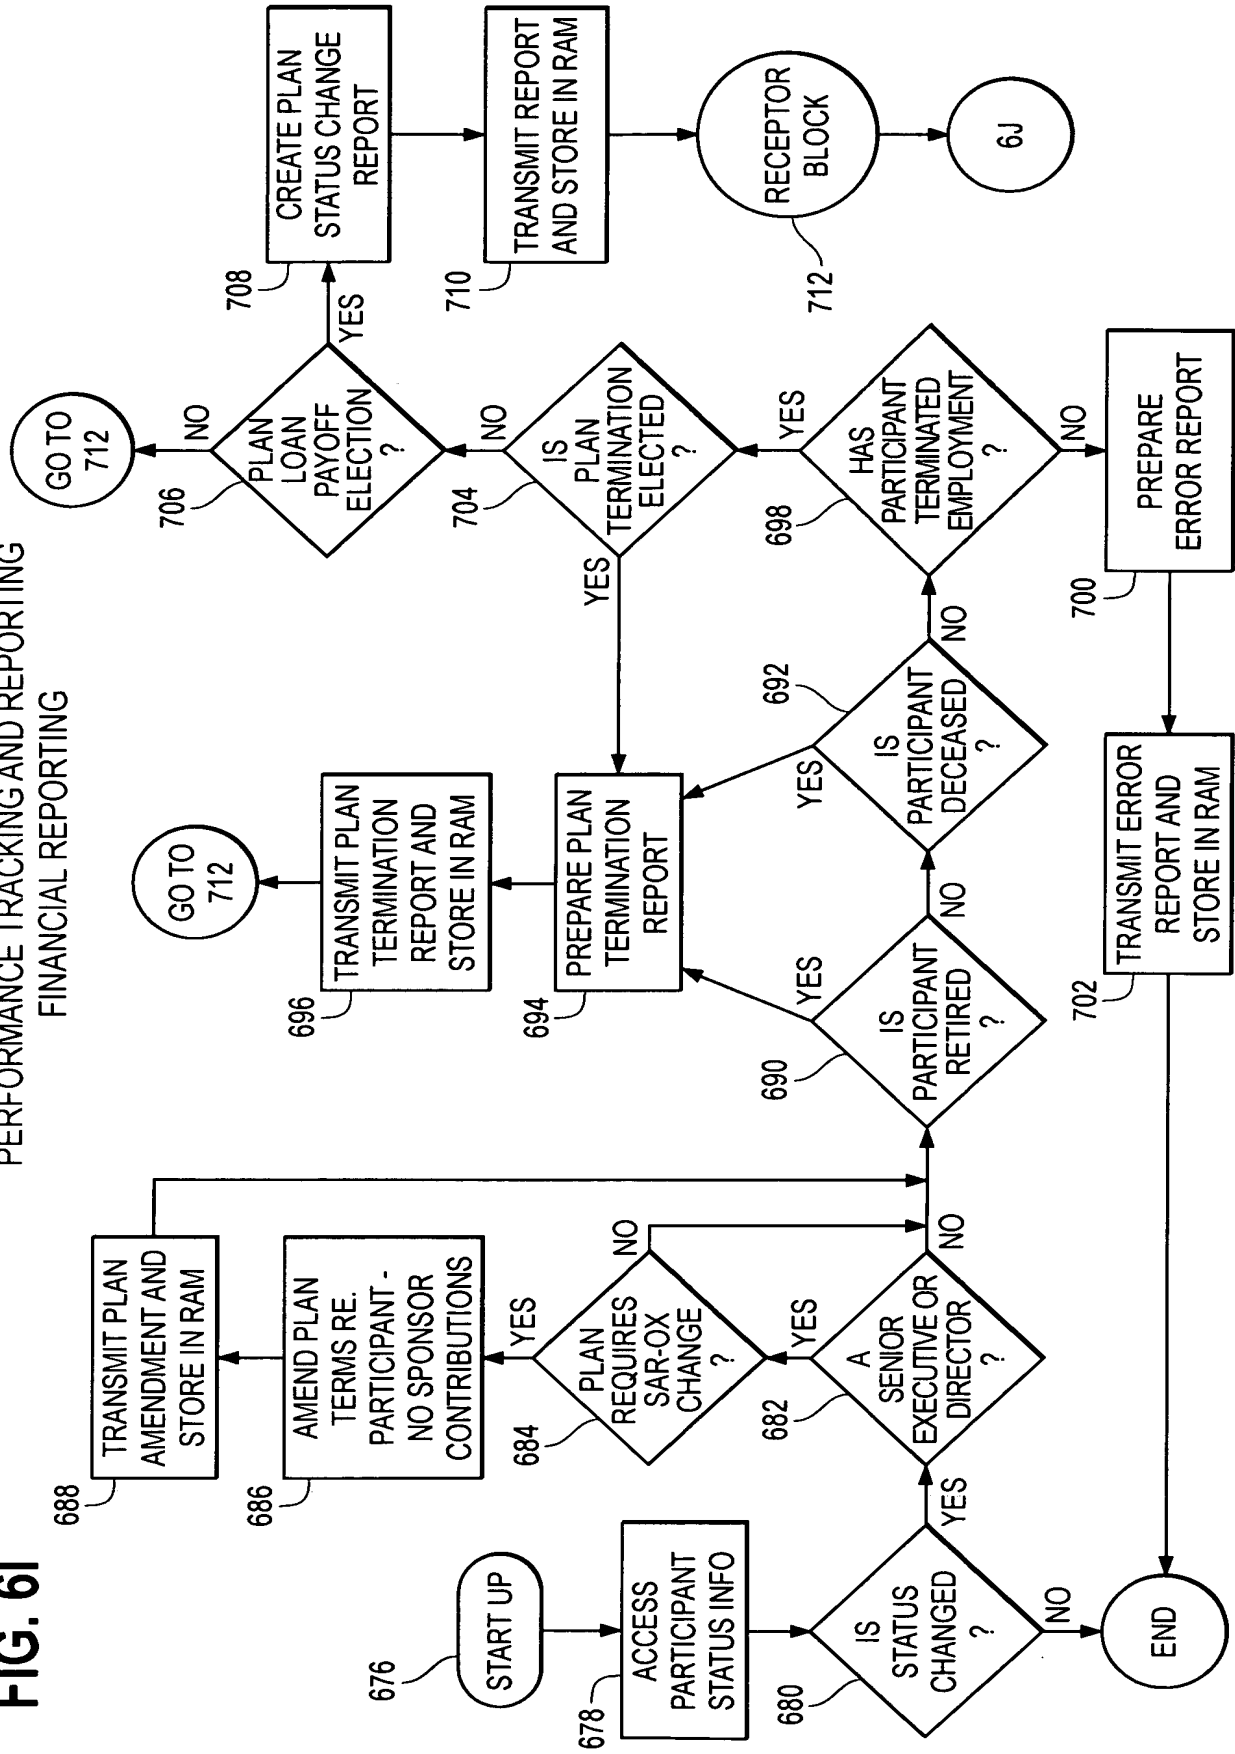 FIG. 6I
PERFORMANCE TRACKING AND REPORTING
FINANCIAL REPORTING
688
TRANSMIT PLAN
AMENDMENT AND
STORE IN RAM
686
AMEND PLAN
TERMS RE.
PARTICIPANT -
NO SPONSOR
CONTRIBUTIONS
YES
NO
684
PLAN
REQUIRES
SAR-OX
CHANGE
?
YES
676
START UP
678
ACCESS
PARTICIPANT
STATUS INFO
680
IS
STATUS
CHANGED
?
YES
NO
END
682
A
SENIOR
EXECUTIVE OR
DIRECTOR
?
NO
690
IS
PARTICIPANT
RETIRED
?
YES
NO
692
IS
PARTICIPANT
DECEASED
?
YES
NO
694
PREPARE PLAN
TERMINATION
REPORT
696
TRANSMIT PLAN
TERMINATION
REPORT AND
STORE IN RAM
GO TO
712
698
HAS
PARTICIPANT
TERMINATED
EMPLOYMENT
?
YES
NO
700
PREPARE
ERROR REPORT
702
TRANSMIT ERROR
REPORT AND
STORE IN RAM
704
IS
PLAN
TERMINATION
ELECTED
?
YES
NO
706
PLAN
LOAN
PAYOFF
ELECTION
?
NO
GO TO
712
YES
708
CREATE PLAN
STATUS CHANGE
REPORT
710
TRANSMIT REPORT
AND STORE IN RAM
712
RECEPTOR
BLOCK
6J